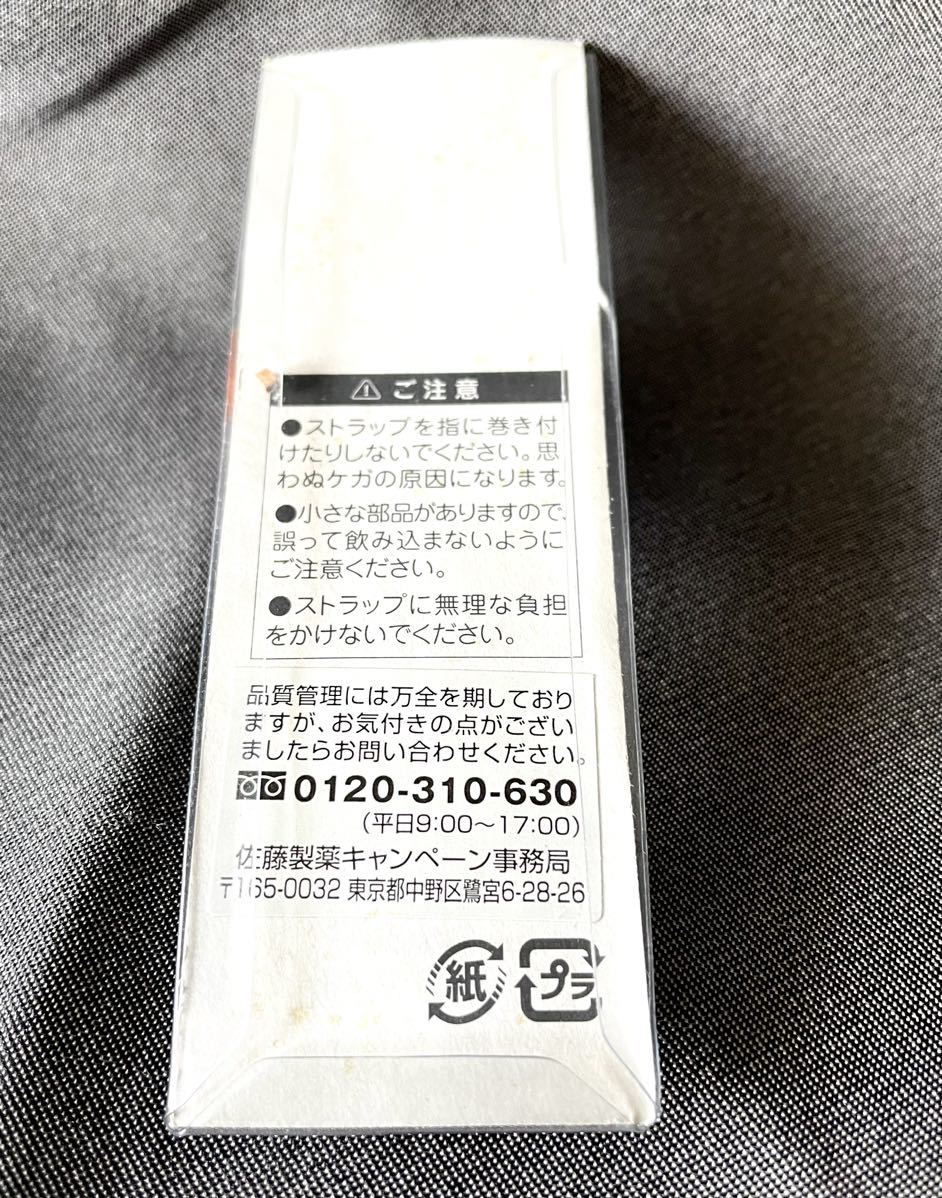 ⚠ ご注意
●ストラップを指に巻き付
けたりしないでください。思
わぬケガの原因になります。
●小さな部品がありますので、
誤って飲み込まないように
ご注意ください。
●ストラップに無理な負担
をかけないでください。
品質管理には万全を期しており
ますが、お気付きの点がござい
ましたらお問い合わせください。
0120-310-630
(平日9:00〜17:00)
佐藤製薬キャンペーン事務局
〒165-0032 東京都中野区鷺宮6-28-26
紙 プラ